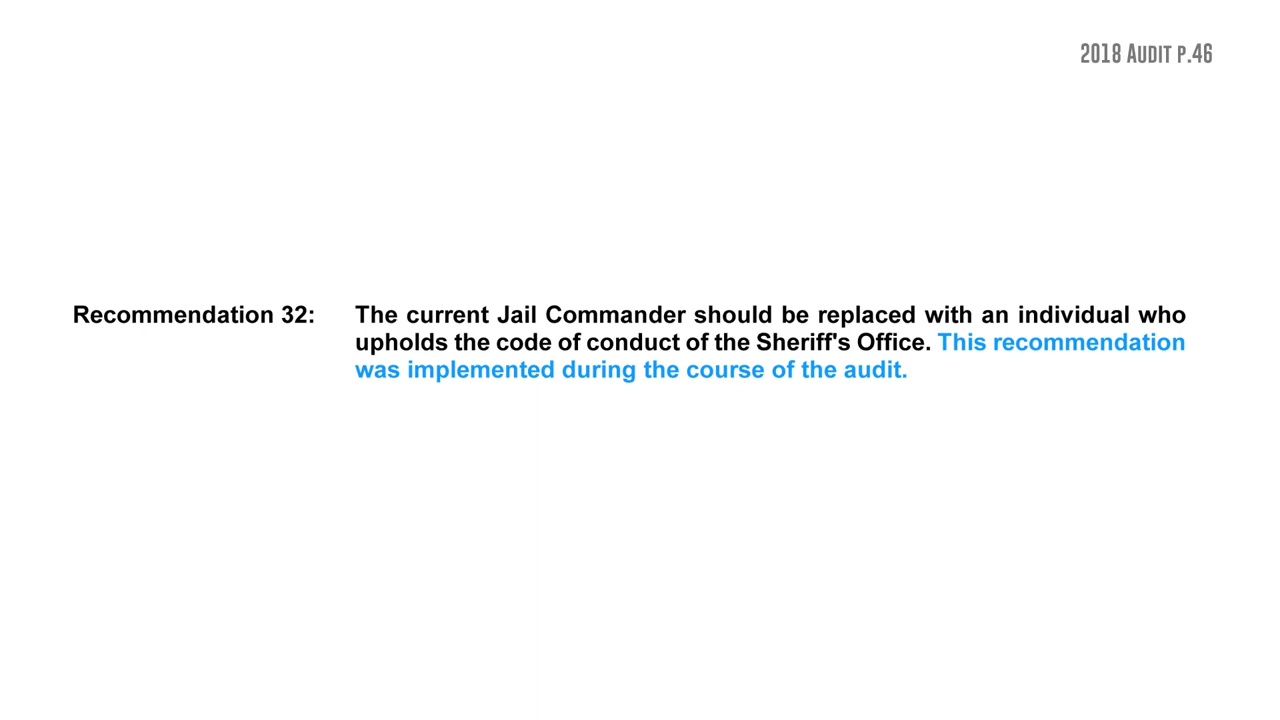 2018 AUDIT P.46
Recommendation 32: The current Jail Commander should be replaced with an individual who
upholds the code of conduct of the Sheriff's Office. This recommendation
was implemented during the course of the audit.